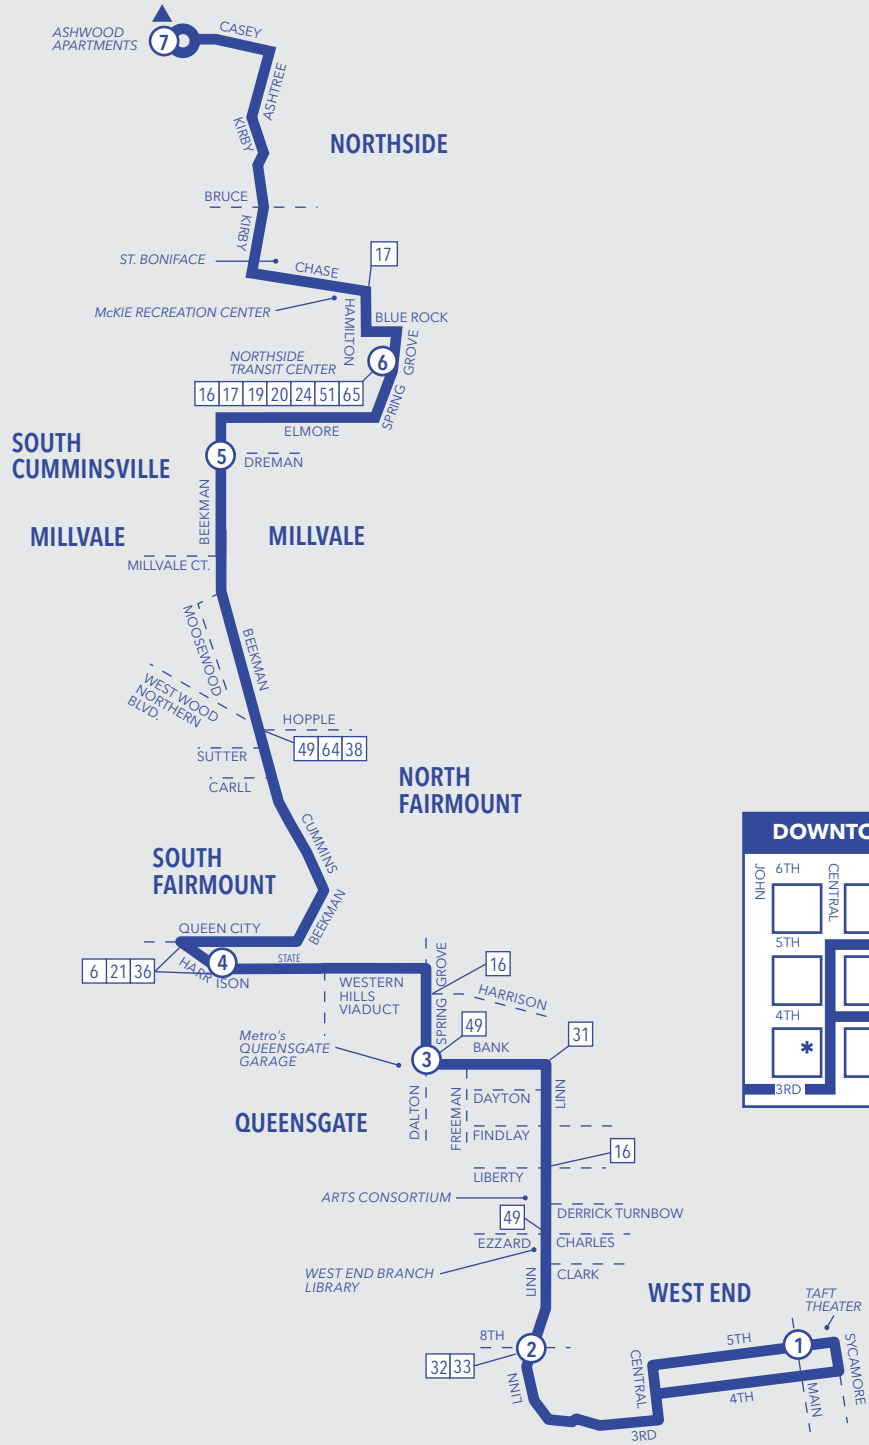 ASHWOOD
APARTMENTS
7
CASEY
ASHTREE
KIRBY
NORTHSIDE
BRUCE
KIRBY
ST. BONIFACE
CHASE
17
McKIE RECREATION CENTER
HAMILTON
BLUE ROCK
NORTHSIDE
TRANSIT CENTER
6
SPRING GROVE
16 17 19 20 24 51 65
ELMORE
SOUTH
CUMMINSVILLE
5
DREMAN
BEEKMAN
MILLVALE
MILLVALE
MILLVALE CT.
MOOSEWOOD
BEEKMAN
WEST WOOD
NORTHERN
BLVD.
HOPPLE
49 64 38
SUTTER
CARLL
NORTH
FAIRMOUNT
CUMMINS
SOUTH
FAIRMOUNT
BEEKMAN
QUEEN CITY
6 21 36
HARRISON
4
STATE
WESTERN
HILLS
VIADUCT
SPRING GROVE
16
HARRISON
Metro's
QUEENSGATE
GARAGE
49
3
BANK
31
LINN
DALTON
FREEMAN
DAYTON
QUEENSGATE
FINDLAY
16
LIBERTY
ARTS CONSORTIUM
49
DERRICK TURNBOW
EZZARD
CHARLES
WEST END BRANCH
LIBRARY
LINN
CLARK
WEST END
8TH
2
32 33
LINN
CENTRAL
3RD
5TH
4TH
1
MAIN
TAFT
THEATER
SYCAMORE
DOWNTO
JOHN
6TH
CENTRAL
5TH
4TH
*
3RD